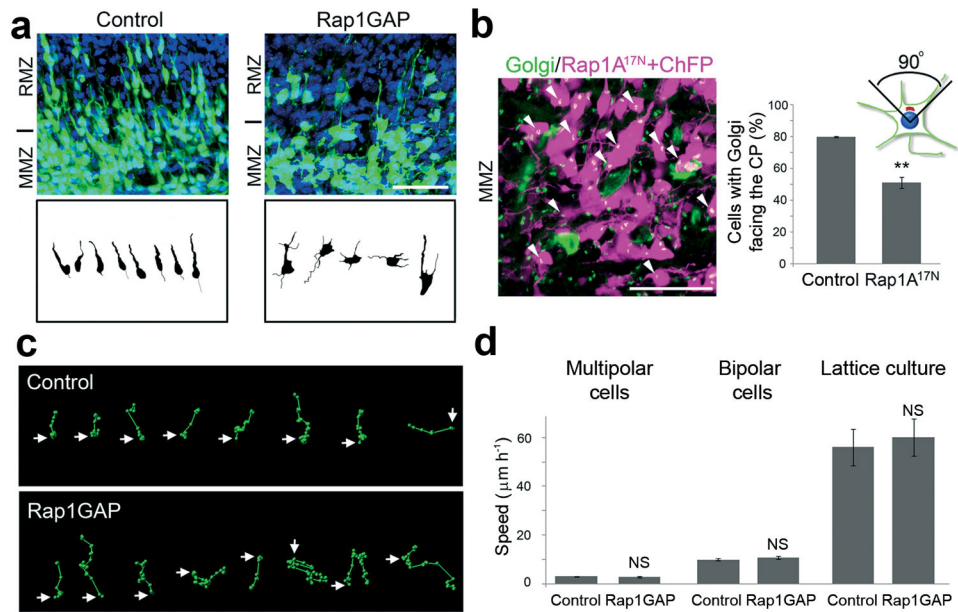 a
Control
Rap1GAP
RMZ
MMZ
RMZ
MMZ
b
Golgi/Rap1A17N+ChFP
MMZ
90°
Cells with Golgi
facing the CP (%)
100
80
60
40
20
0
**
Control Rap1A17N
c
Control
Rap1GAP
d
Multipolar
cells
Bipolar
cells
Lattice culture
Speed (μm h-1)
60
40
20
10
0
NS
NS
NS
Control Rap1GAP
Control Rap1GAP
Control Rap1GAP